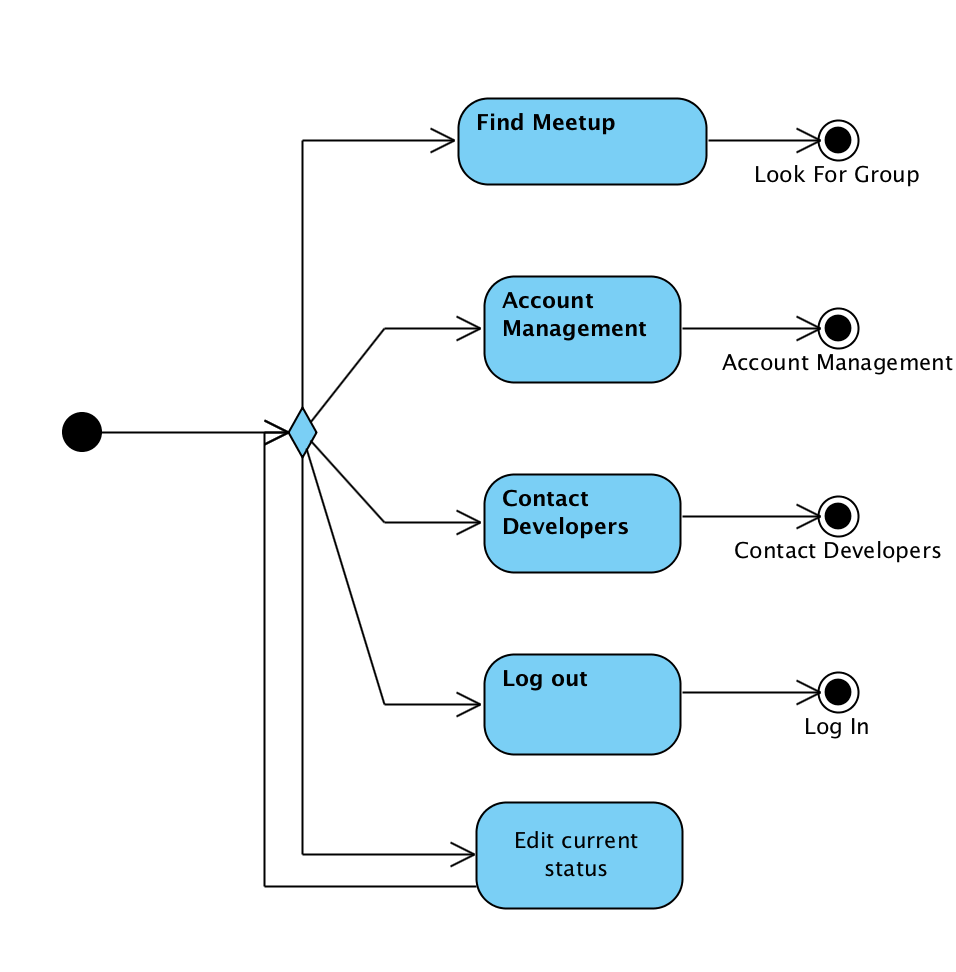 Find Meetup
Look For Group
Account
Management
Account Management
Contact
Developers
Contact Developers
Log out
Log In
Edit current
status